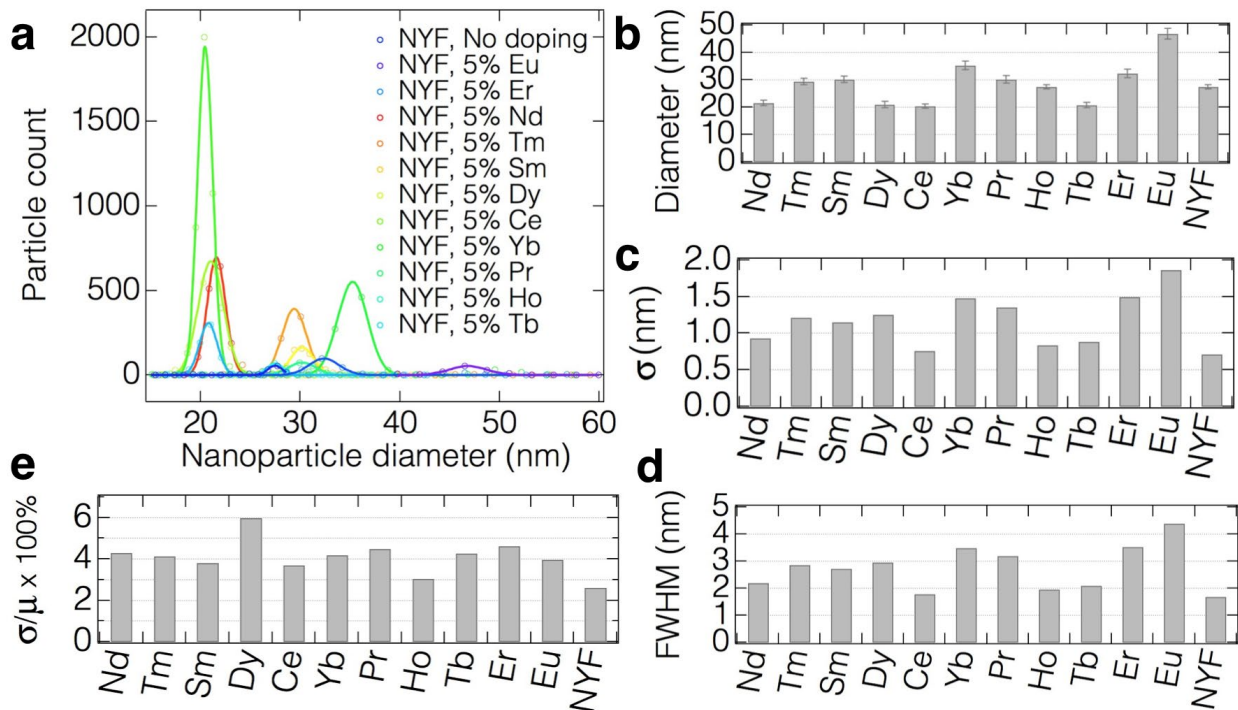 a
Particle count
2000
1500
1000
500
0
20
30
40
50
60
Nanoparticle diameter (nm)
NYF, No doping
NYF, 5% Eu
NYF, 5% Er
NYF, 5% Nd
NYF, 5% Tm
NYF, 5% Sm
NYF, 5% Dy
NYF, 5% Ce
NYF, 5% Yb
NYF, 5% Pr
NYF, 5% Ho
NYF, 5% Tb
b
Diameter (nm)
50
40
30
20
10
0
Nd Tm Sm Dy Ce Yb Pr Ho Tb Er Eu NYF
c
σ (nm)
2.0
1.5
1.0
0.5
0.0
Nd Tm Sm Dy Ce Yb Pr Ho Tb Er Eu NYF
e
σ/μ x 100%
6
4
2
0
Nd Tm Sm Dy Ce Yb Pr Ho Tb Er Eu NYF
d
FWHM (nm)
5
4
3
2
1
0
Nd Tm Sm Dy Ce Yb Pr Ho Tb Er Eu NYF